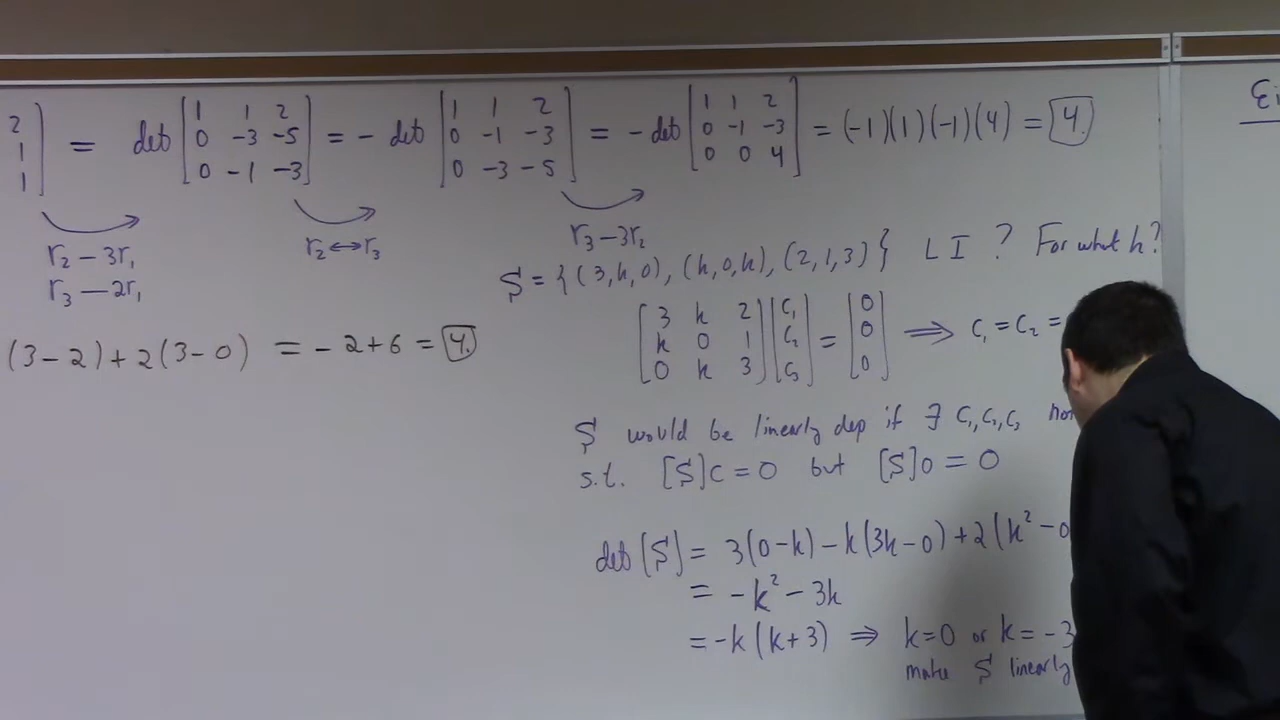 2 1 1 ] = det [ 1 1 2 ; 0 -3 -5 ; 0 -1 -3 ] = - det [ 1 1 2 ; 0 -1 -3 ; 0 -3 -5 ] = - det [ 1 1 2 ; 0 -1 -3 ; 0 0 4 ] = (-1)(1)(-1)(4) = 4.
r₂ - 3r₁
r₃ - 2r₁
r₂ ↔ r₃
r₃ - 3r₂
(3-2) + 2(3-0) = -2+6 = 4.
S = {(3,k,0), (k,0,k), (2,1,3)} LI ? For what k?
[ 3 k 2 ; k 0 1 ; 0 k 3 ] [ c₁ ; c₂ ; c₃ ] = [ 0 ; 0 ; 0 ] ⟹ c₁ = c₂ =
S would be linearly dep if ∃ c₁, c₂, c₃
s.t. [S]c = 0 but [S]0 = 0
det[S] = 3(0-k) - k(3k-0) + 2(k² - 0
= -k² - 3k
= -k(k+3) ⟹ k=0 or k=-3
make S linearly